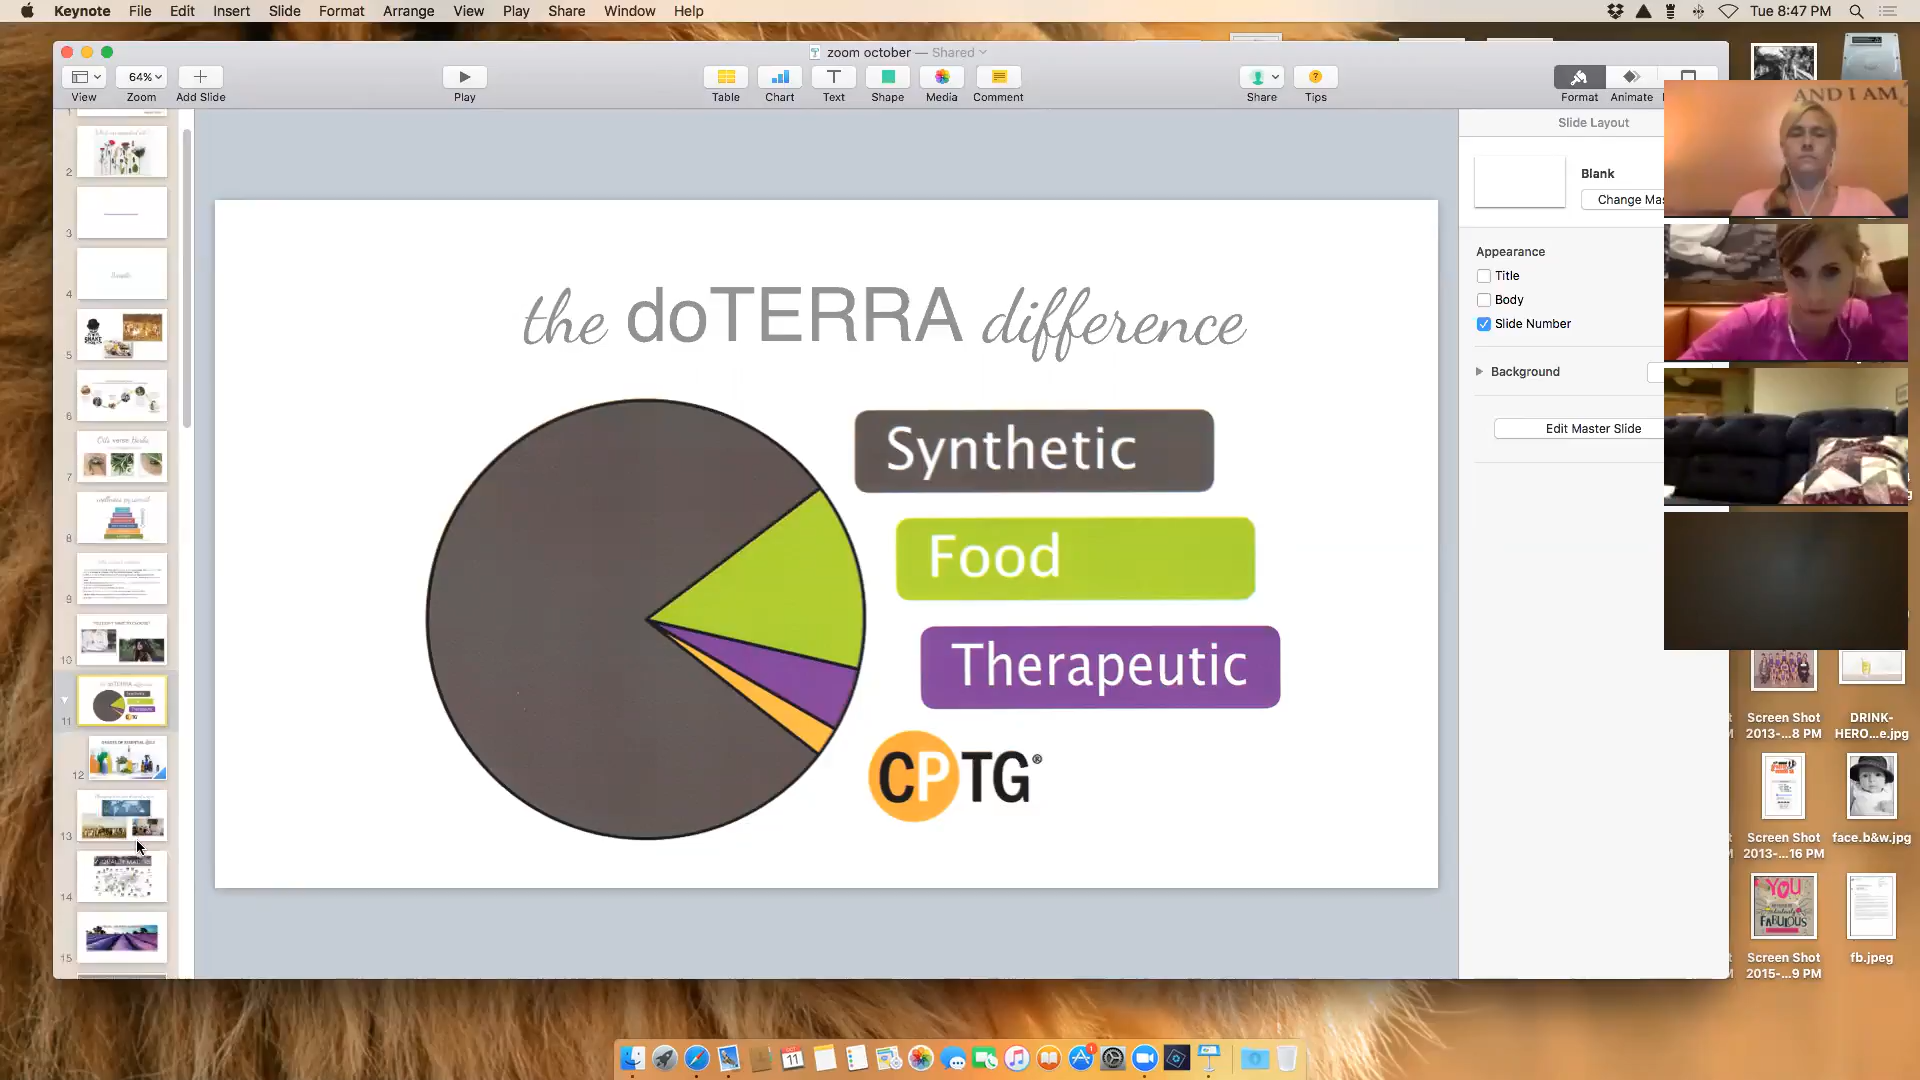 Keynote File Edit Insert Slide Format Arrange View Play Share Window Help
Tue 8:47 PM
zoom october — Shared
64%
View Zoom Add Slide Play Table Chart Text Shape Media Comment Share Tips Format Animate
Slide Layout
Blank
Change Mas
Appearance
Title
Body
Slide Number
Background
Edit Master Slide
the doTERRA difference
Synthetic
Food
Therapeutic
CPTG®
1
2
3
4
5
6
7
Oils verse Herbs
8
9
10
11
12
13
14
15
AND I AM
Screen Shot
2013-...8 PM
DRINK-
HERO...e.jpg
Screen Shot
2013-...16 PM
face.b&w.jpg
YOU
FABULOUS
Screen Shot
2015-...9 PM
fb.jpeg
11